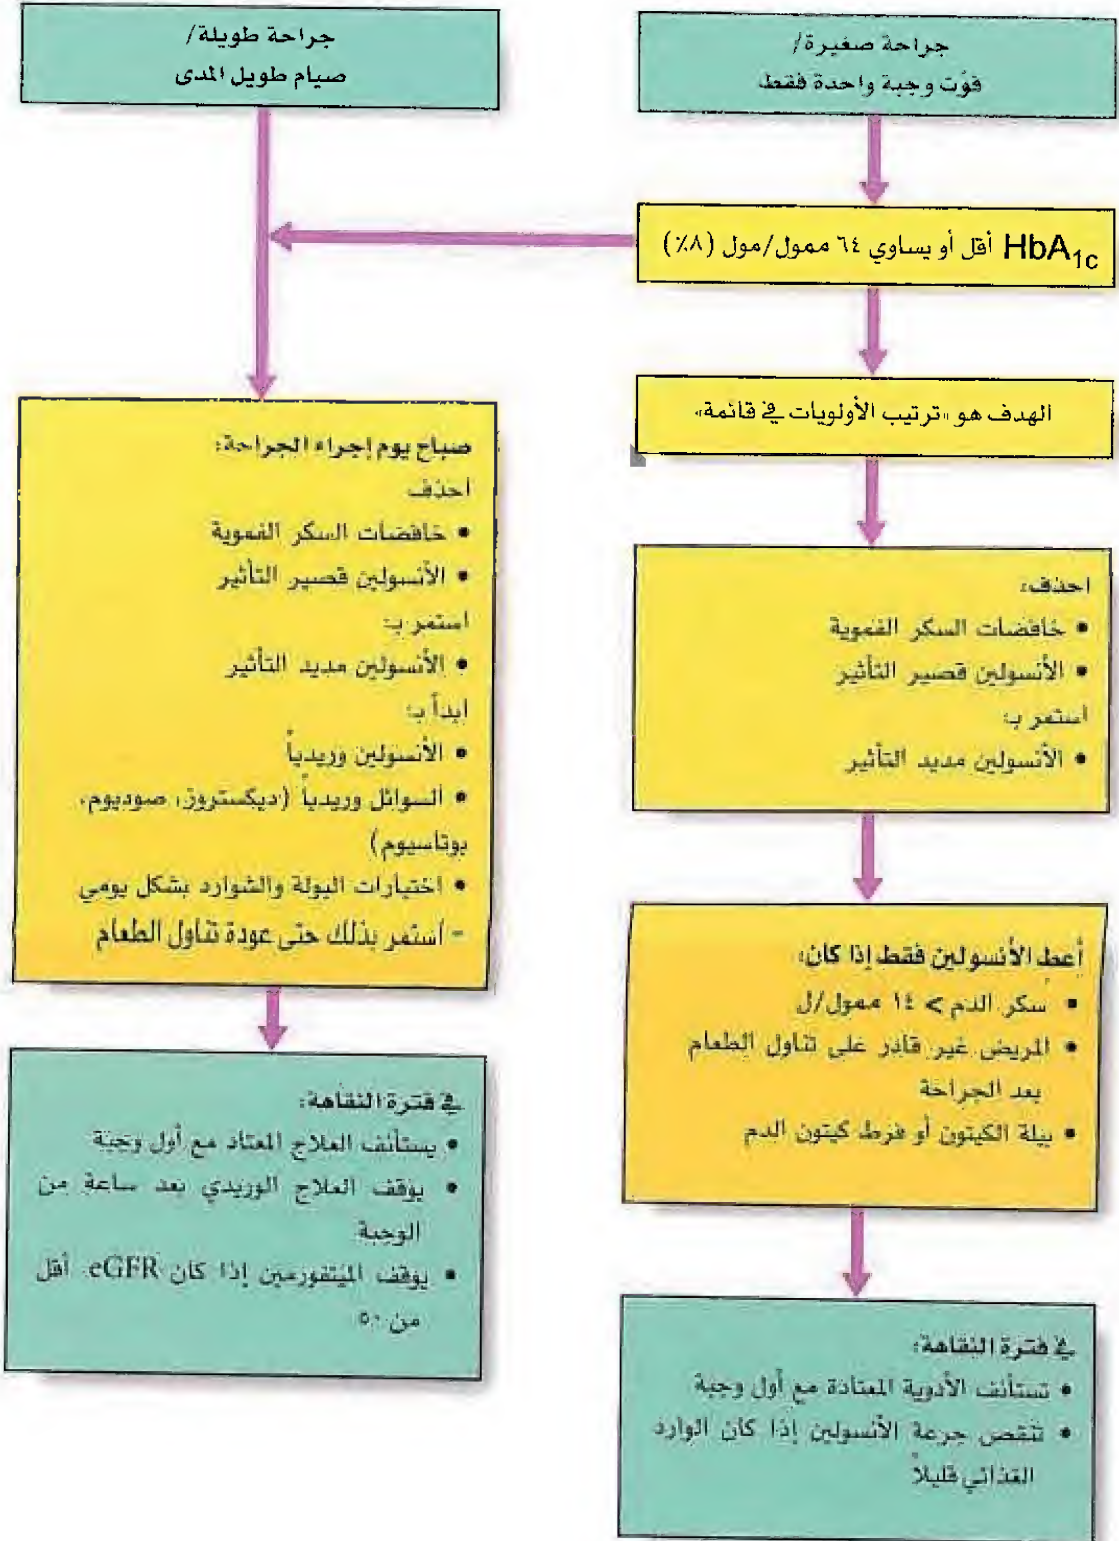 جراحة صغيرة/
فوّت وجبة واحدة فقط
HbA1c أقل أو يساوي ٦٤ ممول/مول (٨٪)
الهدف هو «ترتيب الأولويات في قائمة»
احذف:
• خافضات السكر الفموية
• الأنسولين قصير التأثير
استمر بـ:
• الأنسولين مديد التأثير
أعط الأنسولين فقط إذا كان:
• سكر الدم > ١٤ ممول/ل
• المريض غير قادر على تناول الطعام
بعد الجراحة
• بيلة الكيتون أو فرط كيتون الدم
في فترة النقاهة:
• تستأنف الأدوية المعتادة مع أول وجبة
• تنقص جرعة الأنسولين إذا كان الوارد
الغذائي قليلاً
جراحة طويلة/
صيام طويل المدى
صباح يوم إجراء الجراحة:
احذف
• خافضات السكر الفموية
• الأنسولين قصير التأثير
استمر بـ:
• الأنسولين مديد التأثير
ابدأ بـ:
• الأنسولين وريدياً
• السوائل وريدياً (ديكستروز، صوديوم،
بوتاسيوم)
• اختبارات البولة والشوارد بشكل يومي
- استمر بذلك حتى عودة تناول الطعام
في فترة النقاهة:
• يستأنف العلاج المعتاد مع أول وجبة
• يوقف العلاج الوريدي بعد ساعة من
الوجبة
• يوقف الميتفورمين إذا كان eGFR أقل
من ٥٠